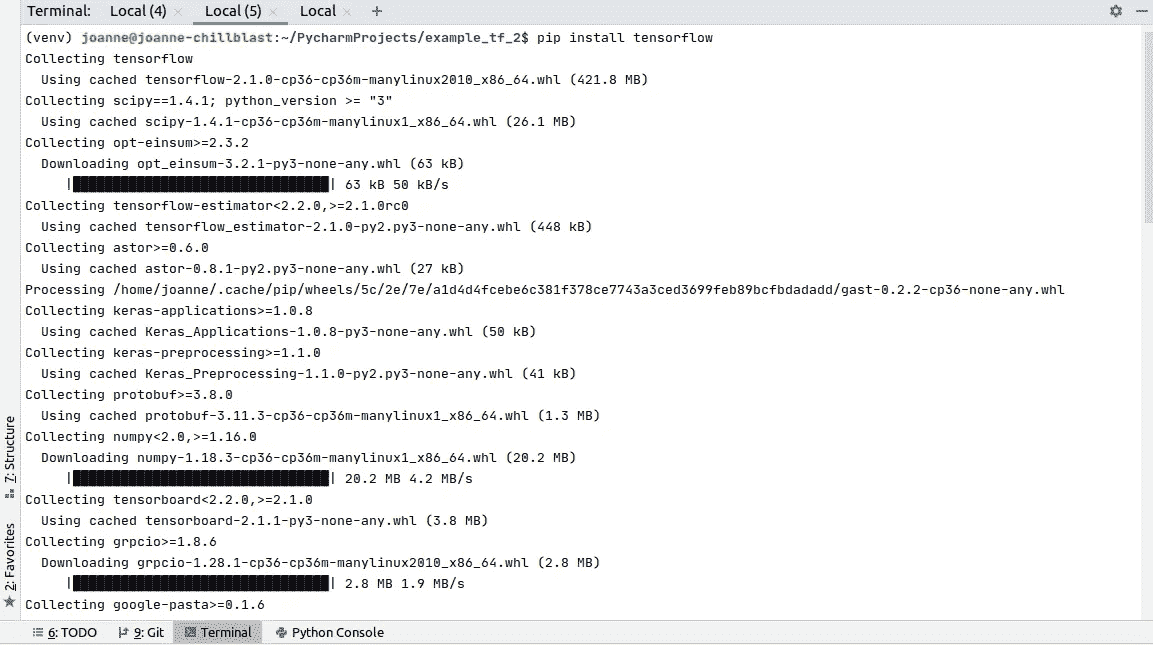 Terminal: Local (4) × Local (5) × Local × +
(venv) joanne@joanne-chillblast:~/PycharmProjects/example_tf_2$ pip install tensorflow
Collecting tensorflow
Using cached tensorflow-2.1.0-cp36-cp36m-manylinux2010_x86_64.whl (421.8 MB)
Collecting scipy==1.4.1; python_version >= "3"
Using cached scipy-1.4.1-cp36-cp36m-manylinux1_x86_64.whl (26.1 MB)
Collecting opt-einsum>=2.3.2
Downloading opt_einsum-3.2.1-py3-none-any.whl (63 kB)
|████████████████████████████████| 63 kB 50 kB/s
Collecting tensorflow-estimator<2.2.0,>=2.1.0rc0
Using cached tensorflow_estimator-2.1.0-py2.py3-none-any.whl (448 kB)
Collecting astor>=0.6.0
Using cached astor-0.8.1-py2.py3-none-any.whl (27 kB)
Processing /home/joanne/.cache/pip/wheels/5c/2e/7e/a1d4d4fcebe6c381f378ce7743a3ced3699feb89bcfbdadadd/gast-0.2.2-cp36-none-any.whl
Collecting keras-applications>=1.0.8
Using cached Keras_Applications-1.0.8-py3-none-any.whl (50 kB)
Collecting keras-preprocessing>=1.1.0
Using cached Keras_Preprocessing-1.1.0-py2.py3-none-any.whl (41 kB)
Collecting protobuf>=3.8.0
Using cached protobuf-3.11.3-cp36-cp36m-manylinux1_x86_64.whl (1.3 MB)
Collecting numpy<2.0,>=1.16.0
Downloading numpy-1.18.3-cp36-cp36m-manylinux1_x86_64.whl (20.2 MB)
|████████████████████████████████| 20.2 MB 4.2 MB/s
Collecting tensorboard<2.2.0,>=2.1.0
Using cached tensorboard-2.1.1-py3-none-any.whl (3.8 MB)
Collecting grpcio>=1.8.6
Downloading grpcio-1.28.1-cp36-cp36m-manylinux2010_x86_64.whl (2.8 MB)
|████████████████████████████████| 2.8 MB 1.9 MB/s
Collecting google-pasta>=0.1.6
7: Structure
2: Favorites
6: TODO 9: Git Terminal Python Console